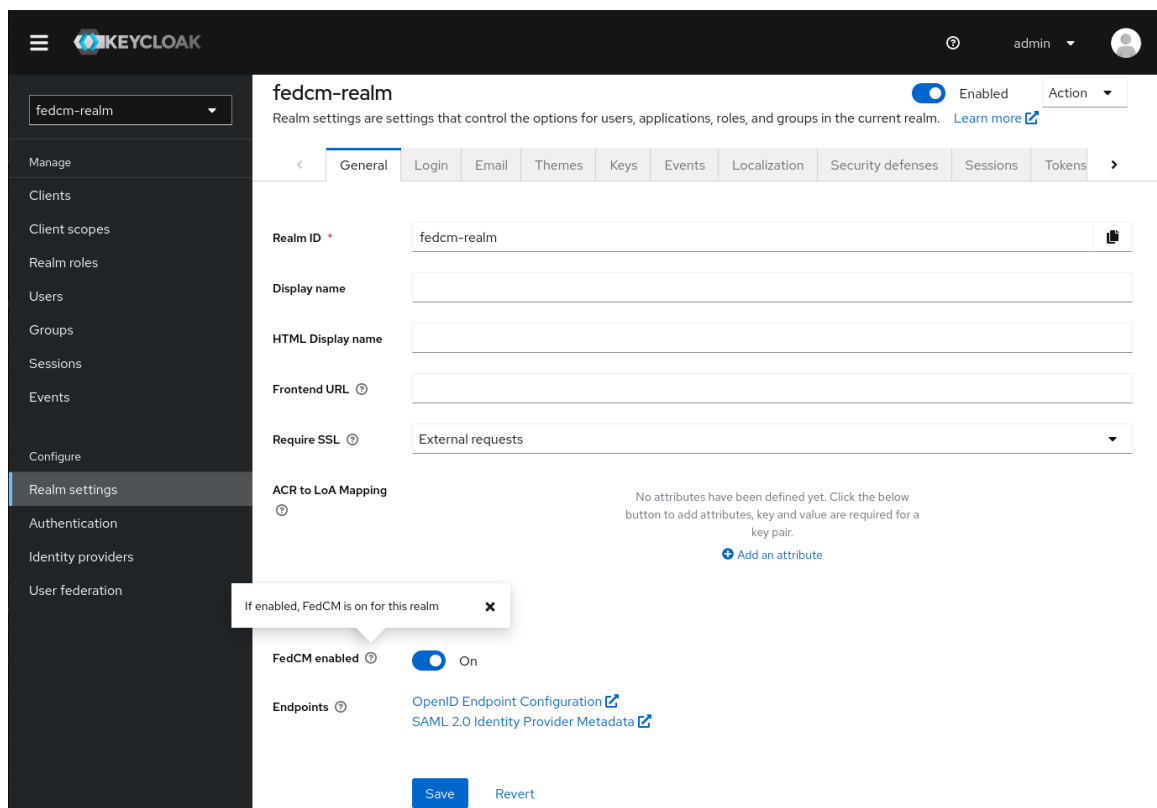 KEYCLOAK
admin
fedcm-realm
Manage
Clients
Client scopes
Realm roles
Users
Groups
Sessions
Events
Configure
Realm settings
Authentication
Identity providers
User federation
fedcm-realm
Enabled
Action
Realm settings are settings that control the options for users, applications, roles, and groups in the current realm. Learn more
General Login Email Themes Keys Events Localization Security defenses Sessions Tokens
Realm ID *
fedcm-realm
Display name
HTML Display name
Frontend URL
Require SSL
External requests
ACR to LoA Mapping
No attributes have been defined yet. Click the below
button to add attributes, key and value are required for a
key pair.
Add an attribute
If enabled, FedCM is on for this realm
FedCM enabled
On
Endpoints
OpenID Endpoint Configuration
SAML 2.0 Identity Provider Metadata
Save Revert